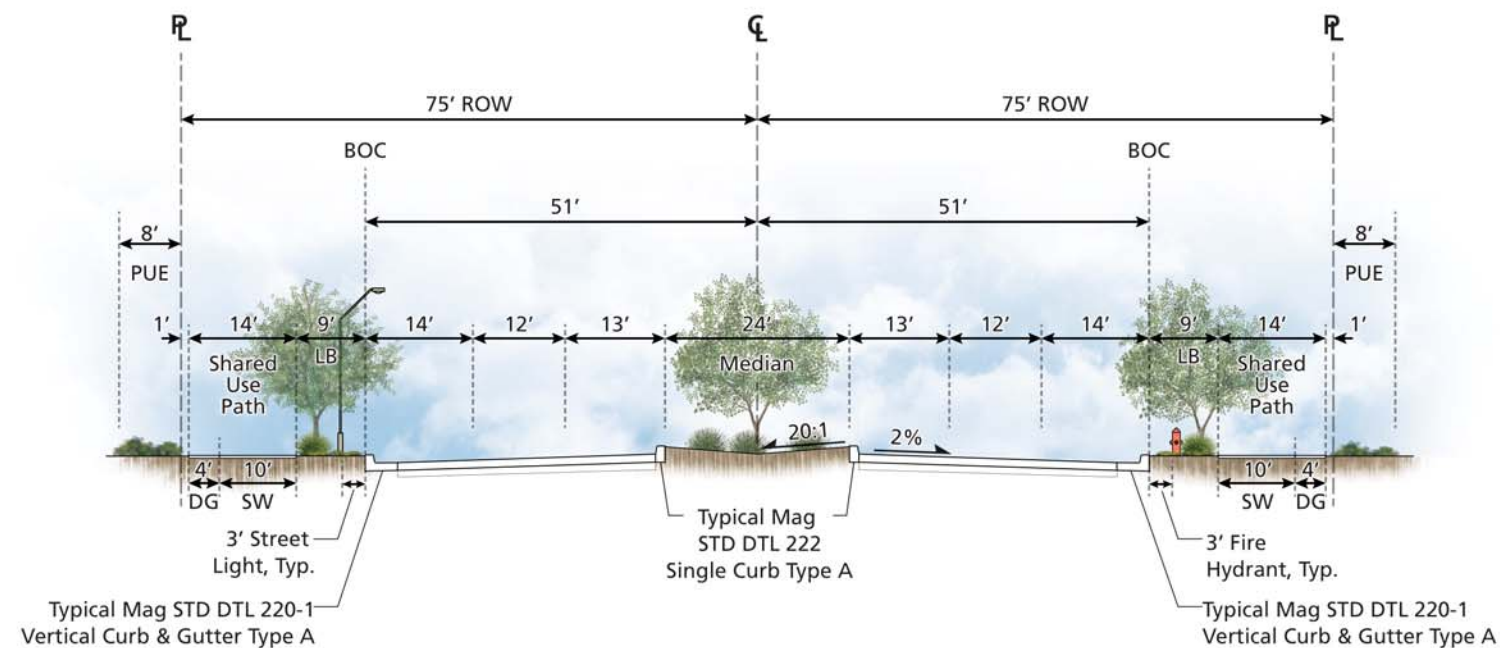 PL CL PL
75' ROW 75' ROW
BOC BOC
51' 51'
8' 8'
PUE PUE
1' 14' 9' 14' 12' 13' 24' 13' 12' 14' 9' 14' 1'
LB Median LB
Shared
Use
Path
Shared
Use
Path
20:1 2%
4' 10' 10' 4'
DG SW SW DG
3' Street
Light, Typ.
Typical Mag
STD DTL 222
Single Curb Type A
3' Fire
Hydrant, Typ.
Typical Mag STD DTL 220-1
Vertical Curb & Gutter Type A
Typical Mag STD DTL 220-1
Vertical Curb & Gutter Type A